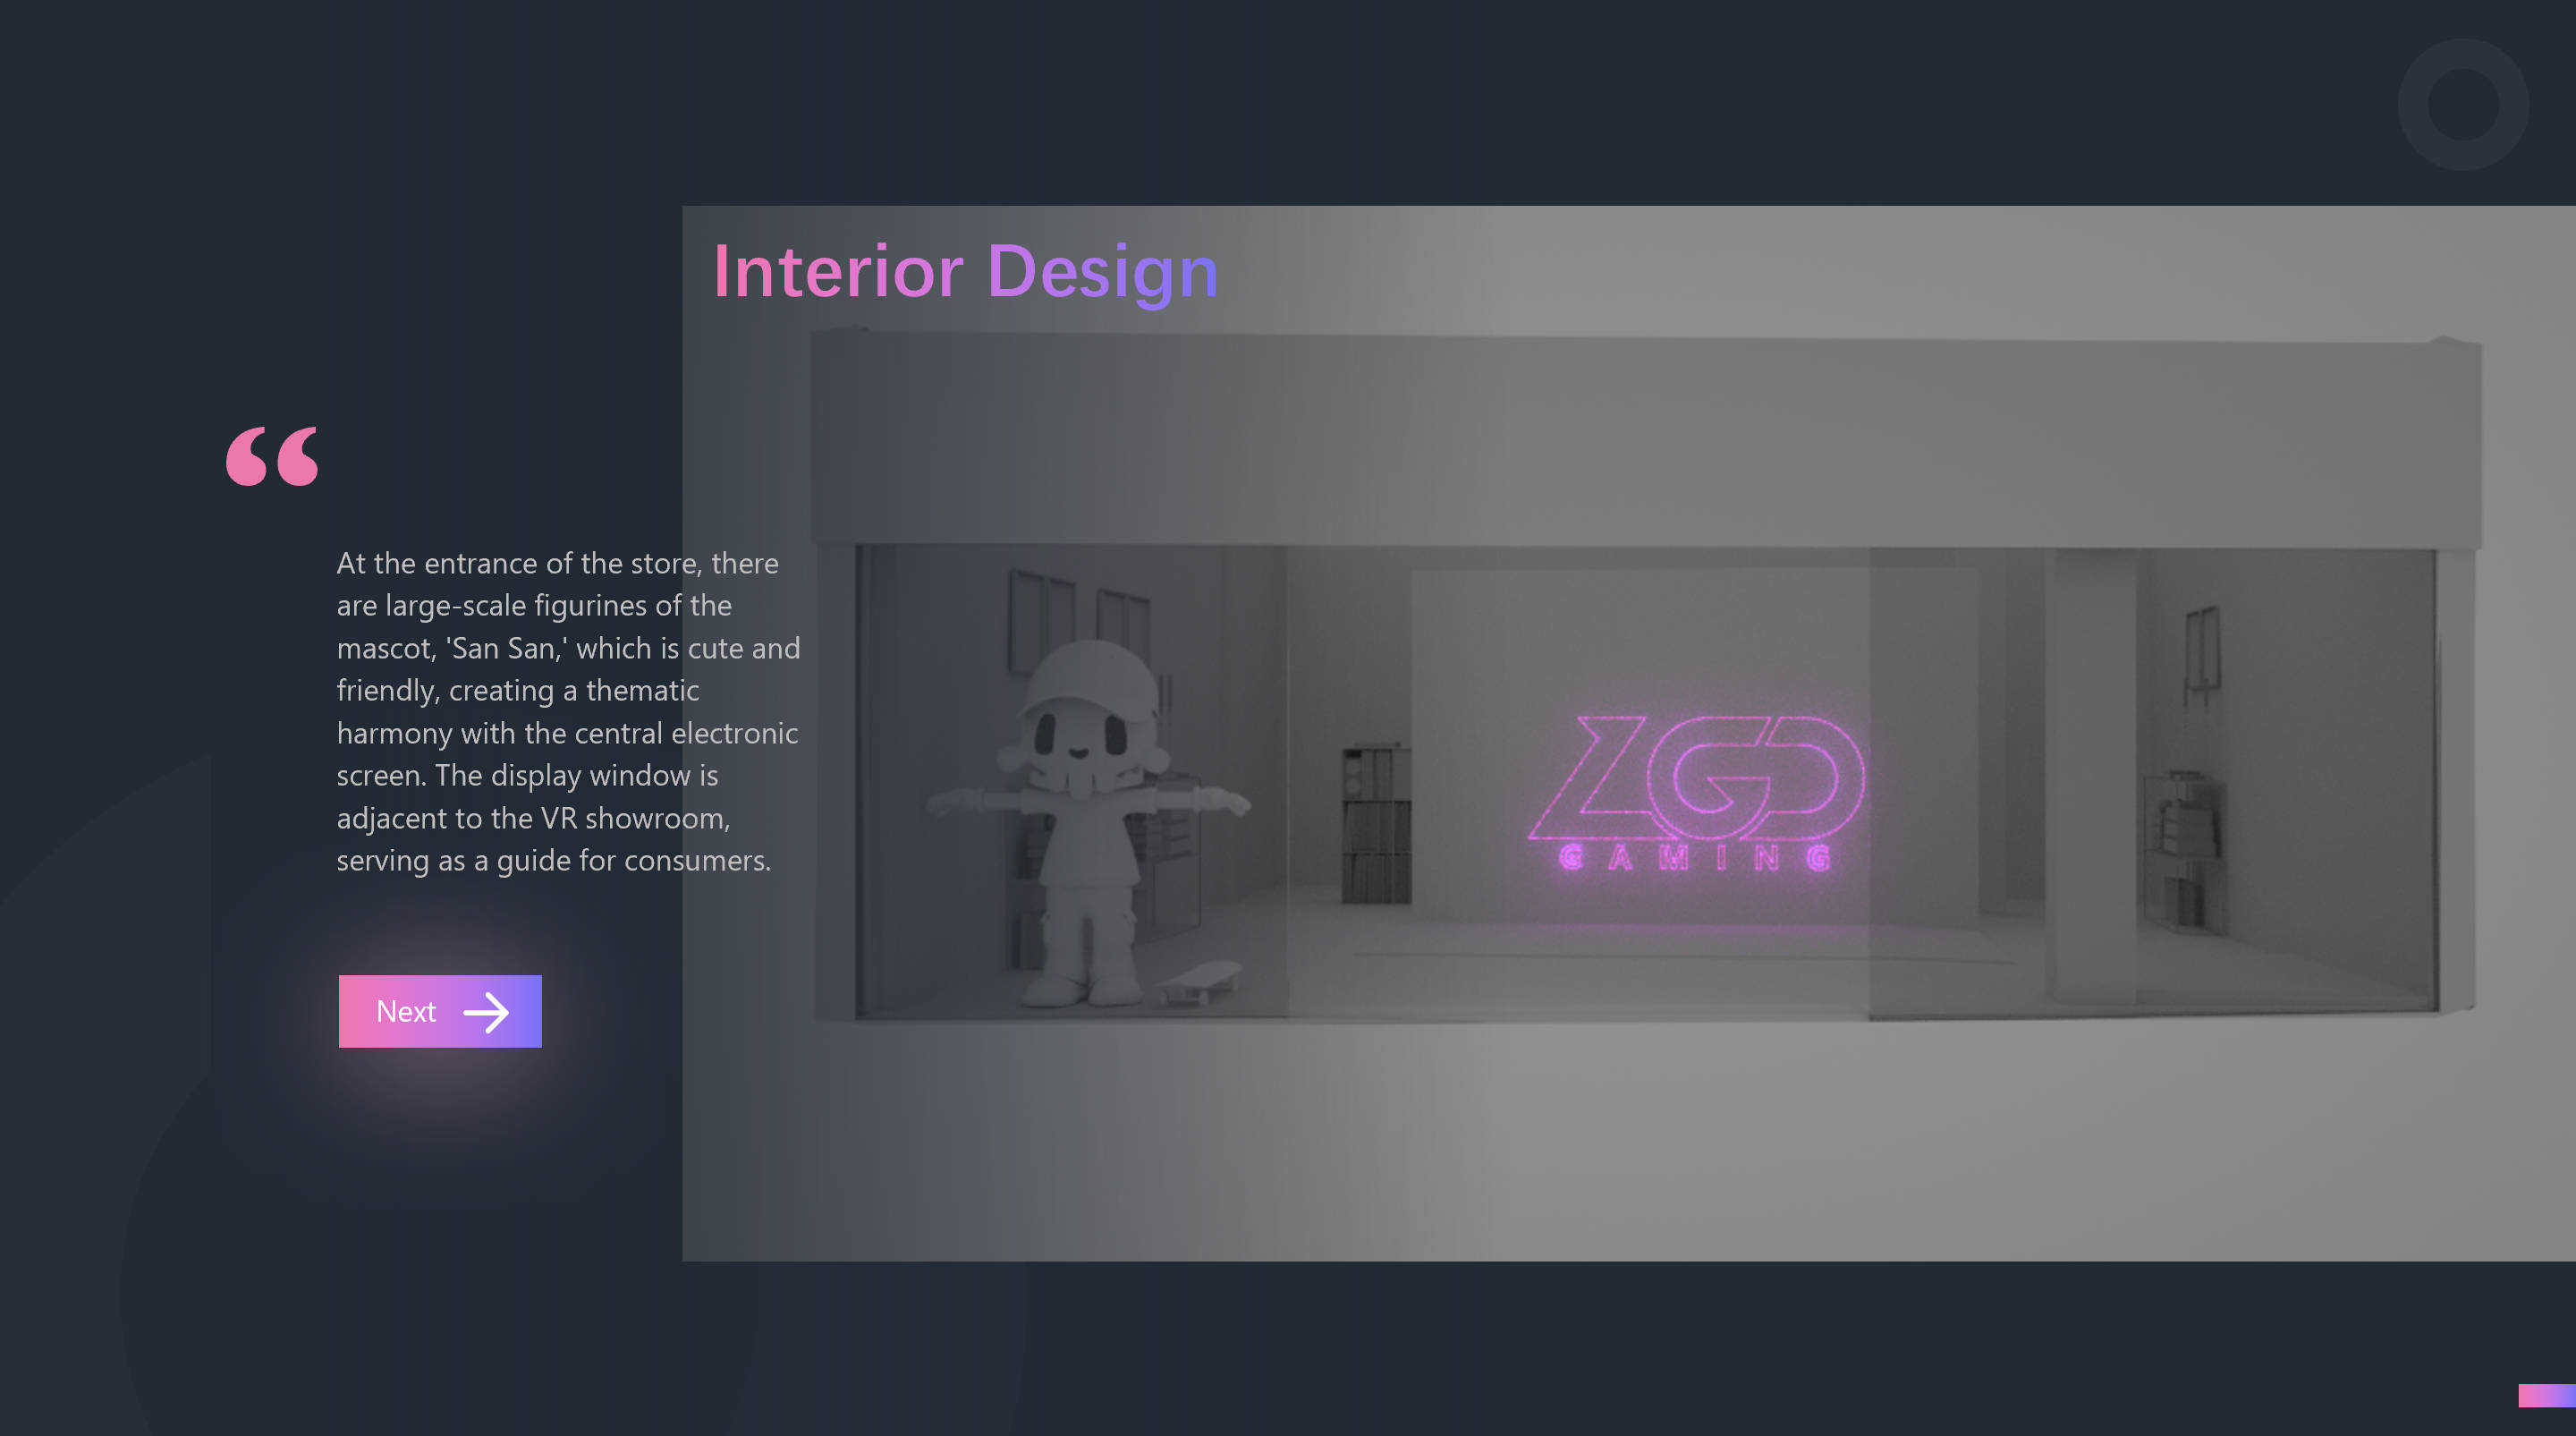 Interior Design
“
At the entrance of the store, there
are large-scale figurines of the
mascot, 'San San,' which is cute and
friendly, creating a thematic
harmony with the central electronic
screen. The display window is
adjacent to the VR showroom,
serving as a guide for consumers.
Next
ZGD
GAMING